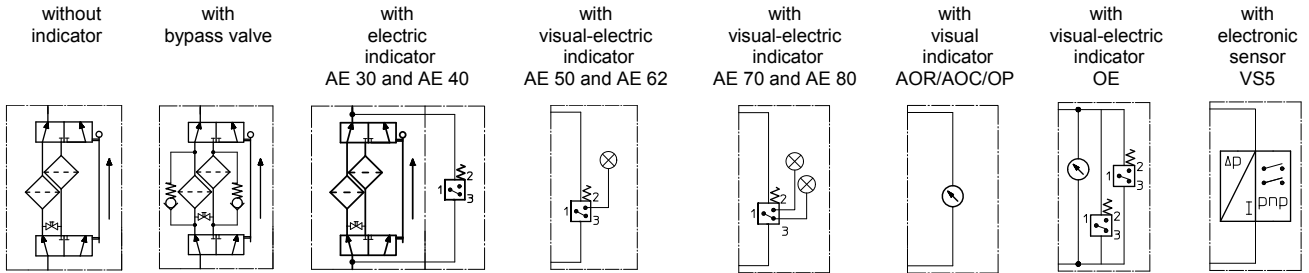 without
indicator
with
bypass valve
with
electric
indicator
AE 30 and AE 40
with
visual-electric
indicator
AE 50 and AE 62
with
visual-electric
indicator
AE 70 and AE 80
with
visual
indicator
AOR/AOC/OP
with
visual-electric
indicator
OE
with
electronic
sensor
VS5
1
2
3
1
2
3
1
2
3
1
2
3
1
2
3
Δp
I
pnp